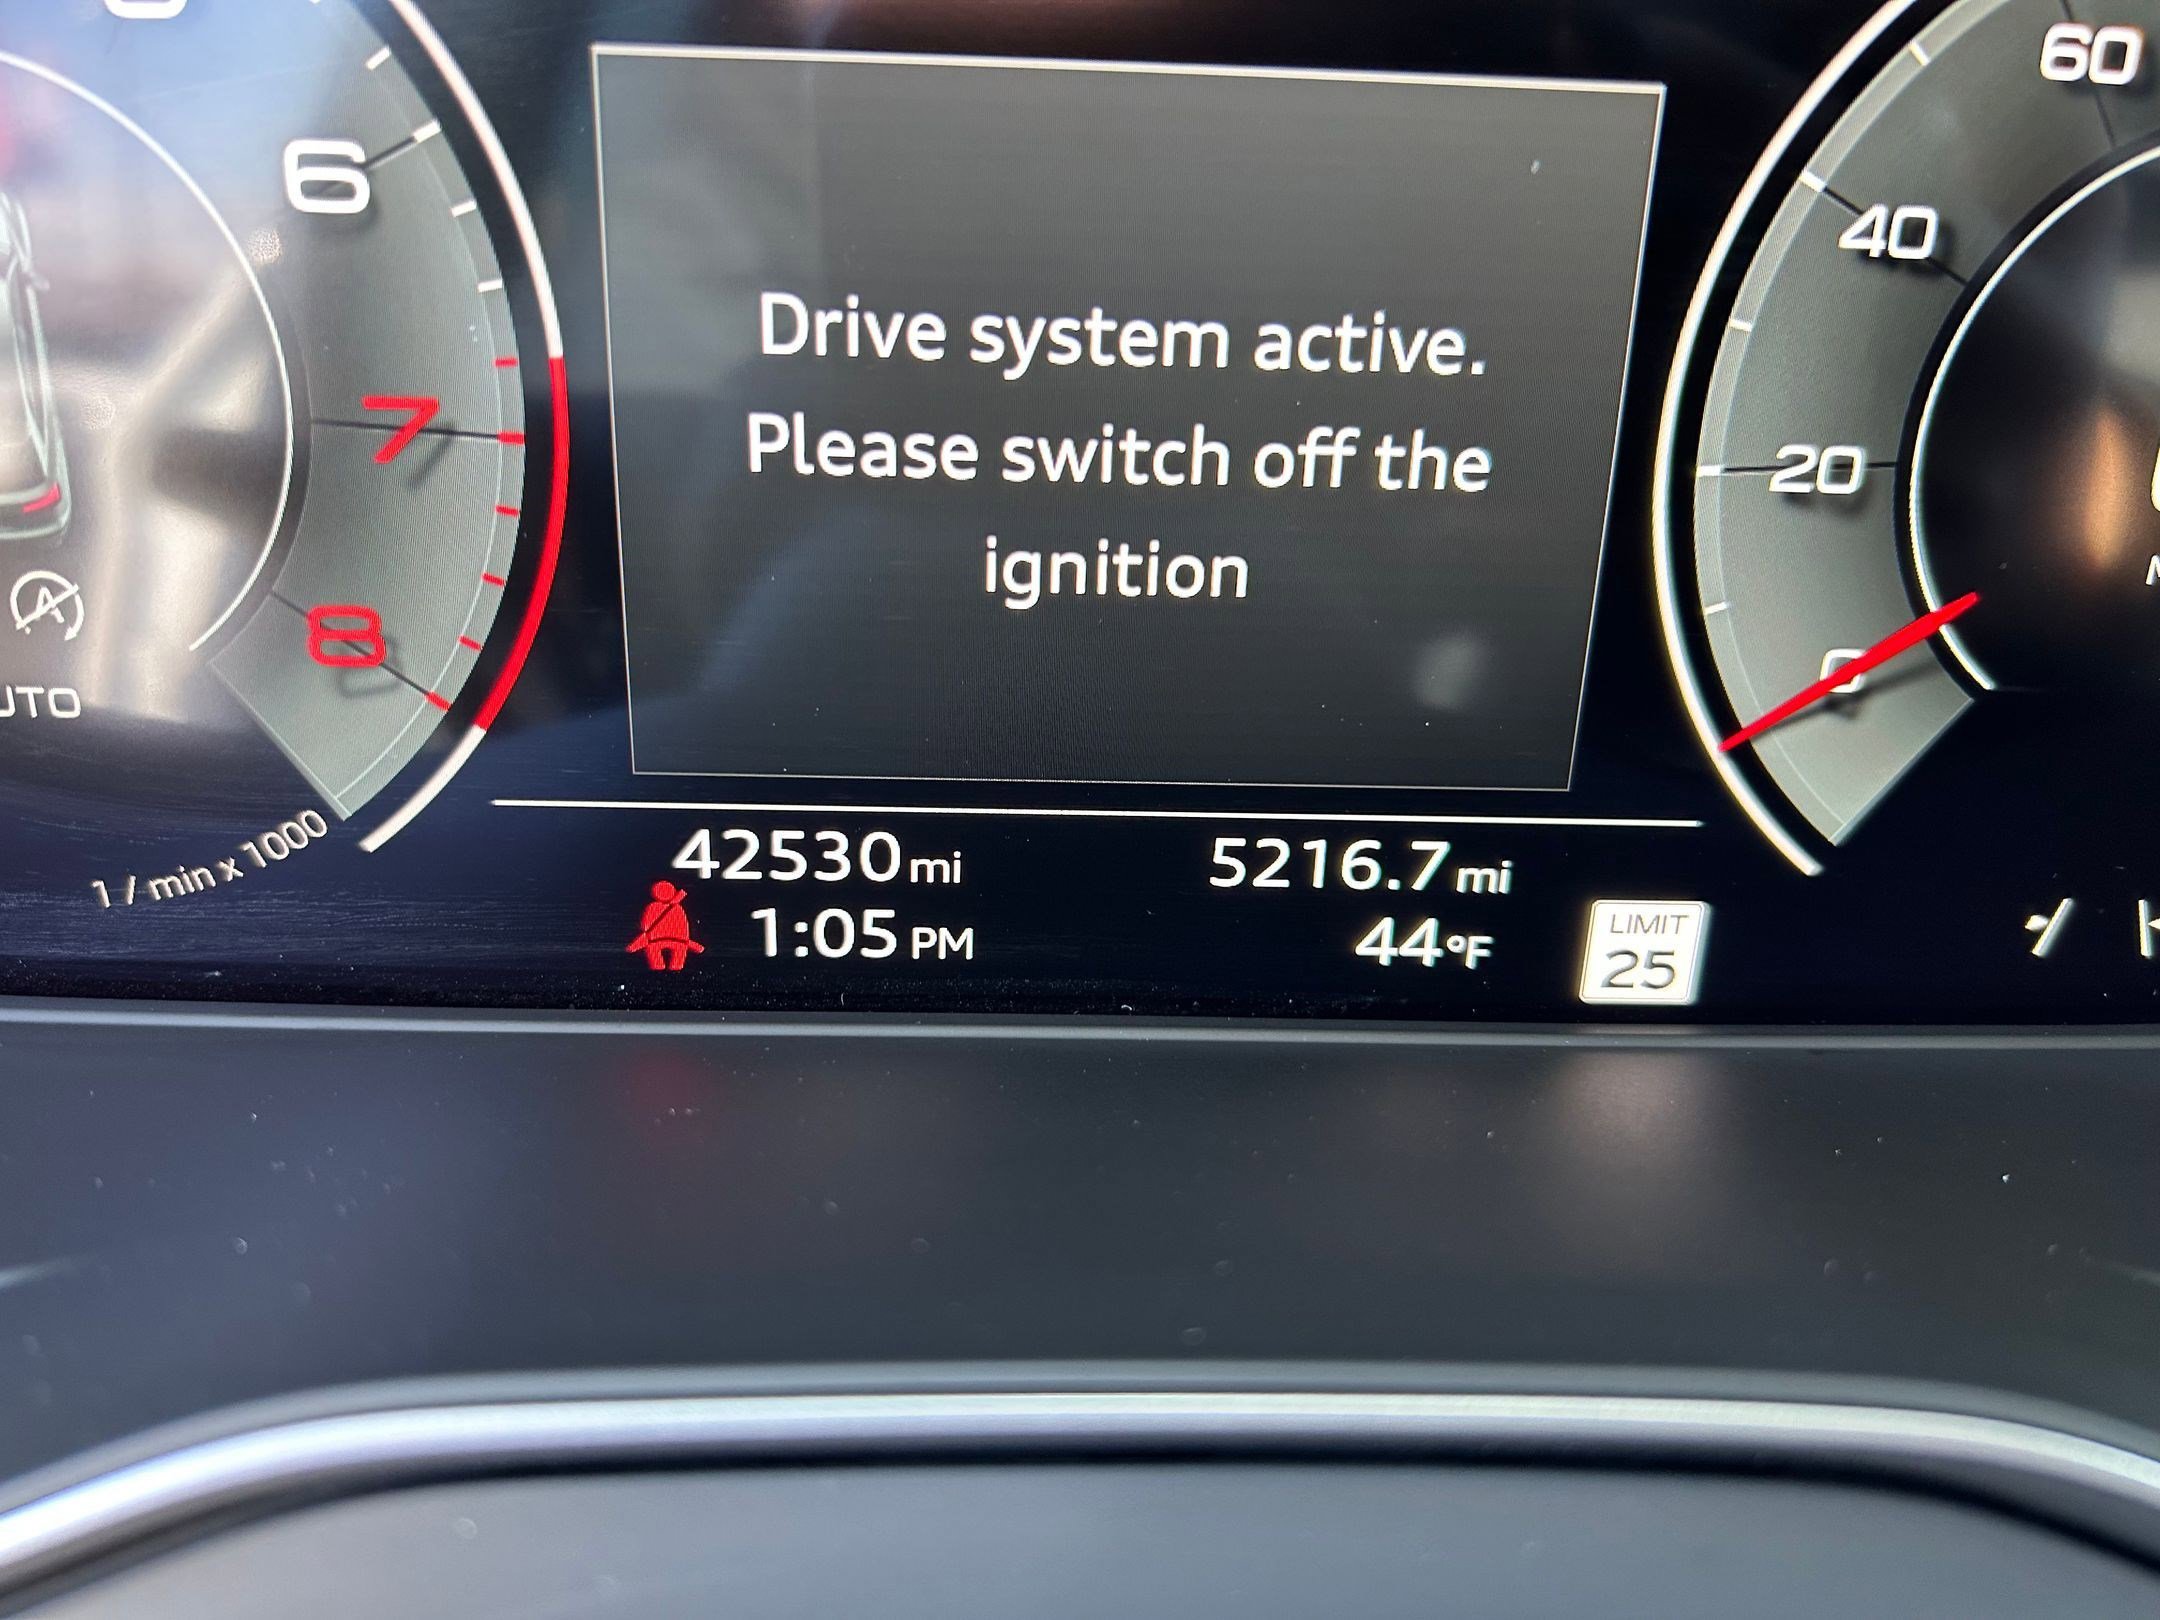 6
7
8
UTO
1 / min x 1000
Drive system active.
Please switch off the
ignition
60
40
20
0
42530 mi
5216.7 mi
1:05 PM
44°F
LIMIT
25